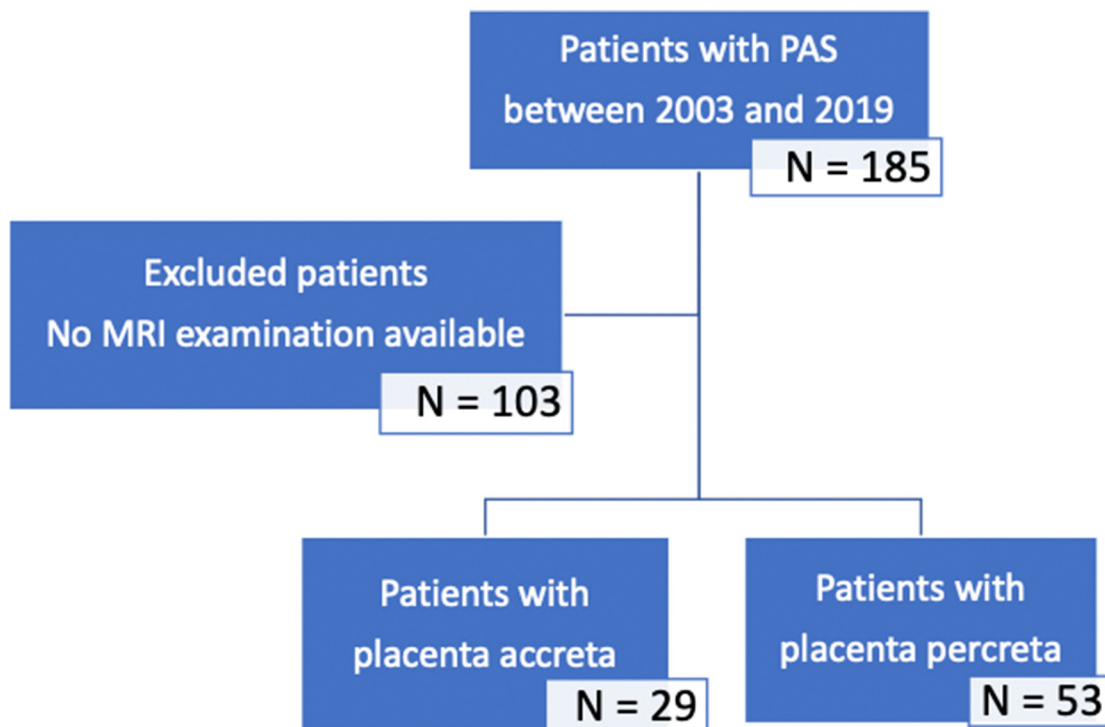 Patients with PAS
between 2003 and 2019
N = 185
Excluded patients
No MRI examination available
N = 103
Patients with
placenta accreta
N = 29
Patients with
placenta percreta
N = 53